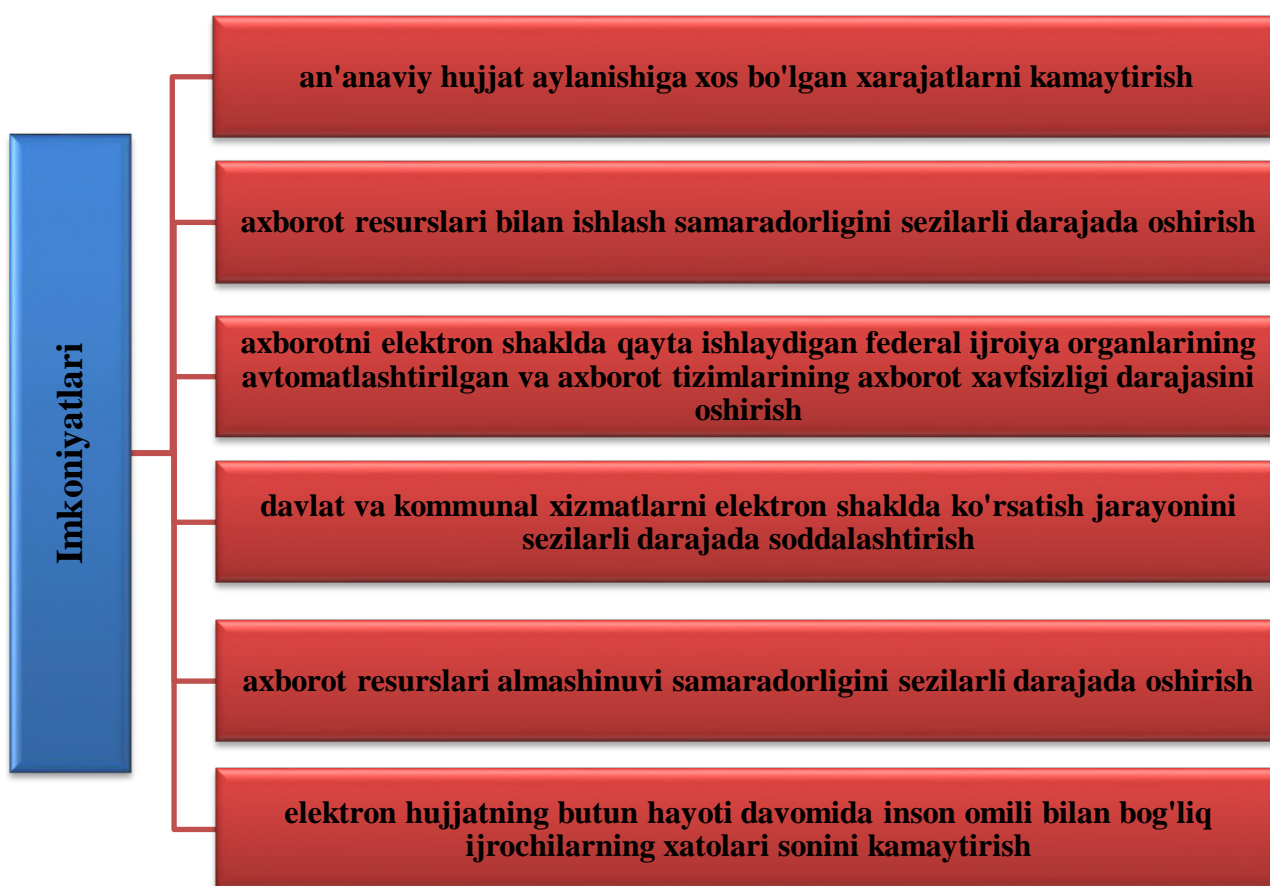 Imkoniyatlari
an'anaviy hujjat aylanishiga xos bo'lgan xarajatlarni kamaytirish
axborot resurslari bilan ishlash samaradorligini sezilarli darajada oshirish
axborotni elektron shaklda qayta ishlaydigan federal ijroiya organlarining
avtomatlashtirilgan va axborot tizimlarining axborot xavfsizligi darajasini
oshirish
davlat va kommunal xizmatlarni elektron shaklda ko'rsatish jarayonini
sezilarli darajada soddalashtirish
axborot resurslari almashinuvi samaradorligini sezilarli darajada oshirish
elektron hujjatning butun hayoti davomida inson omili bilan bog'liq
ijrochilarning xatolari sonini kamaytirish